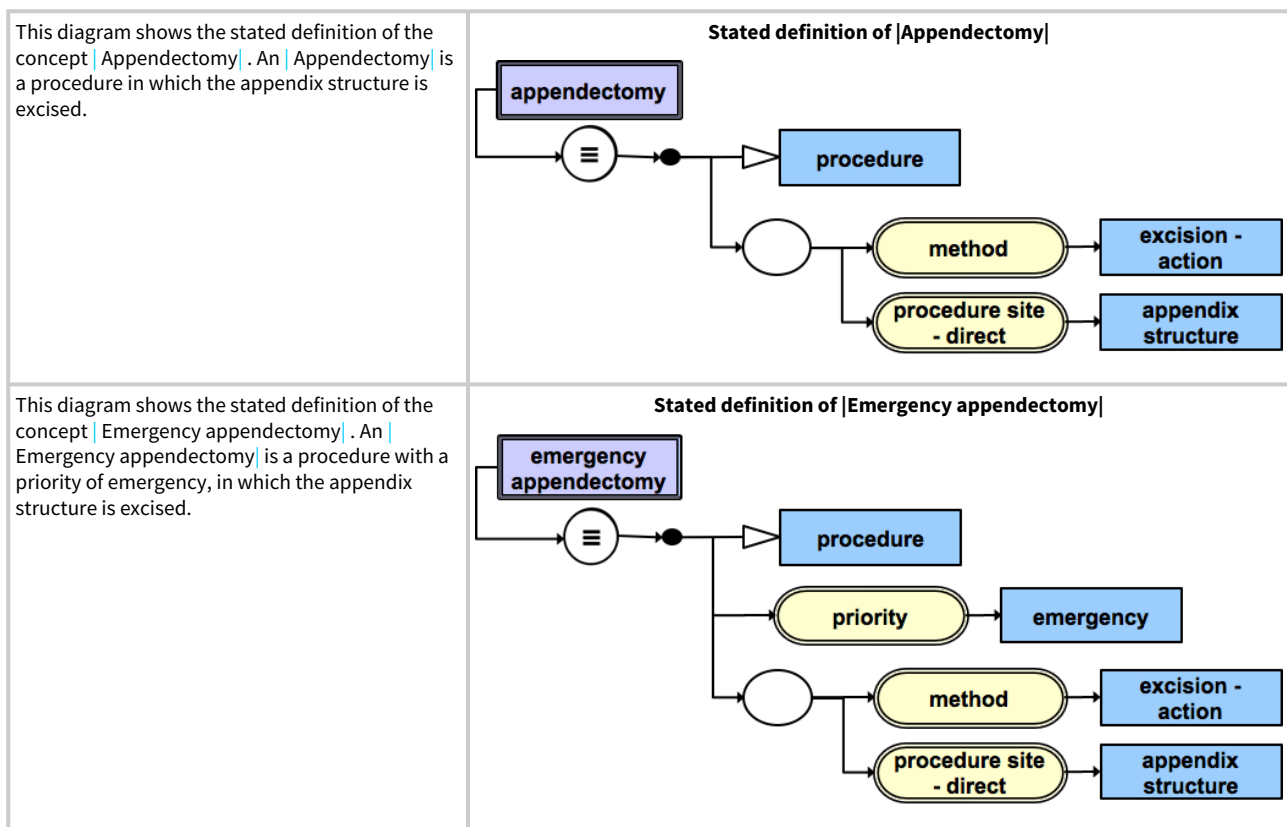 This diagram shows the stated definition of the
concept | Appendectomy| . An | Appendectomy| is
a procedure in which the appendix structure is
excised.
Stated definition of |Appendectomy|
appendectomy
≡
procedure
method
excision -
action
procedure site
- direct
appendix
structure
This diagram shows the stated definition of the
concept | Emergency appendectomy| . An |
Emergency appendectomy| is a procedure with a
priority of emergency, in which the appendix
structure is excised.
Stated definition of |Emergency appendectomy|
emergency
appendectomy
≡
procedure
priority
emergency
method
excision -
action
procedure site
- direct
appendix
structure